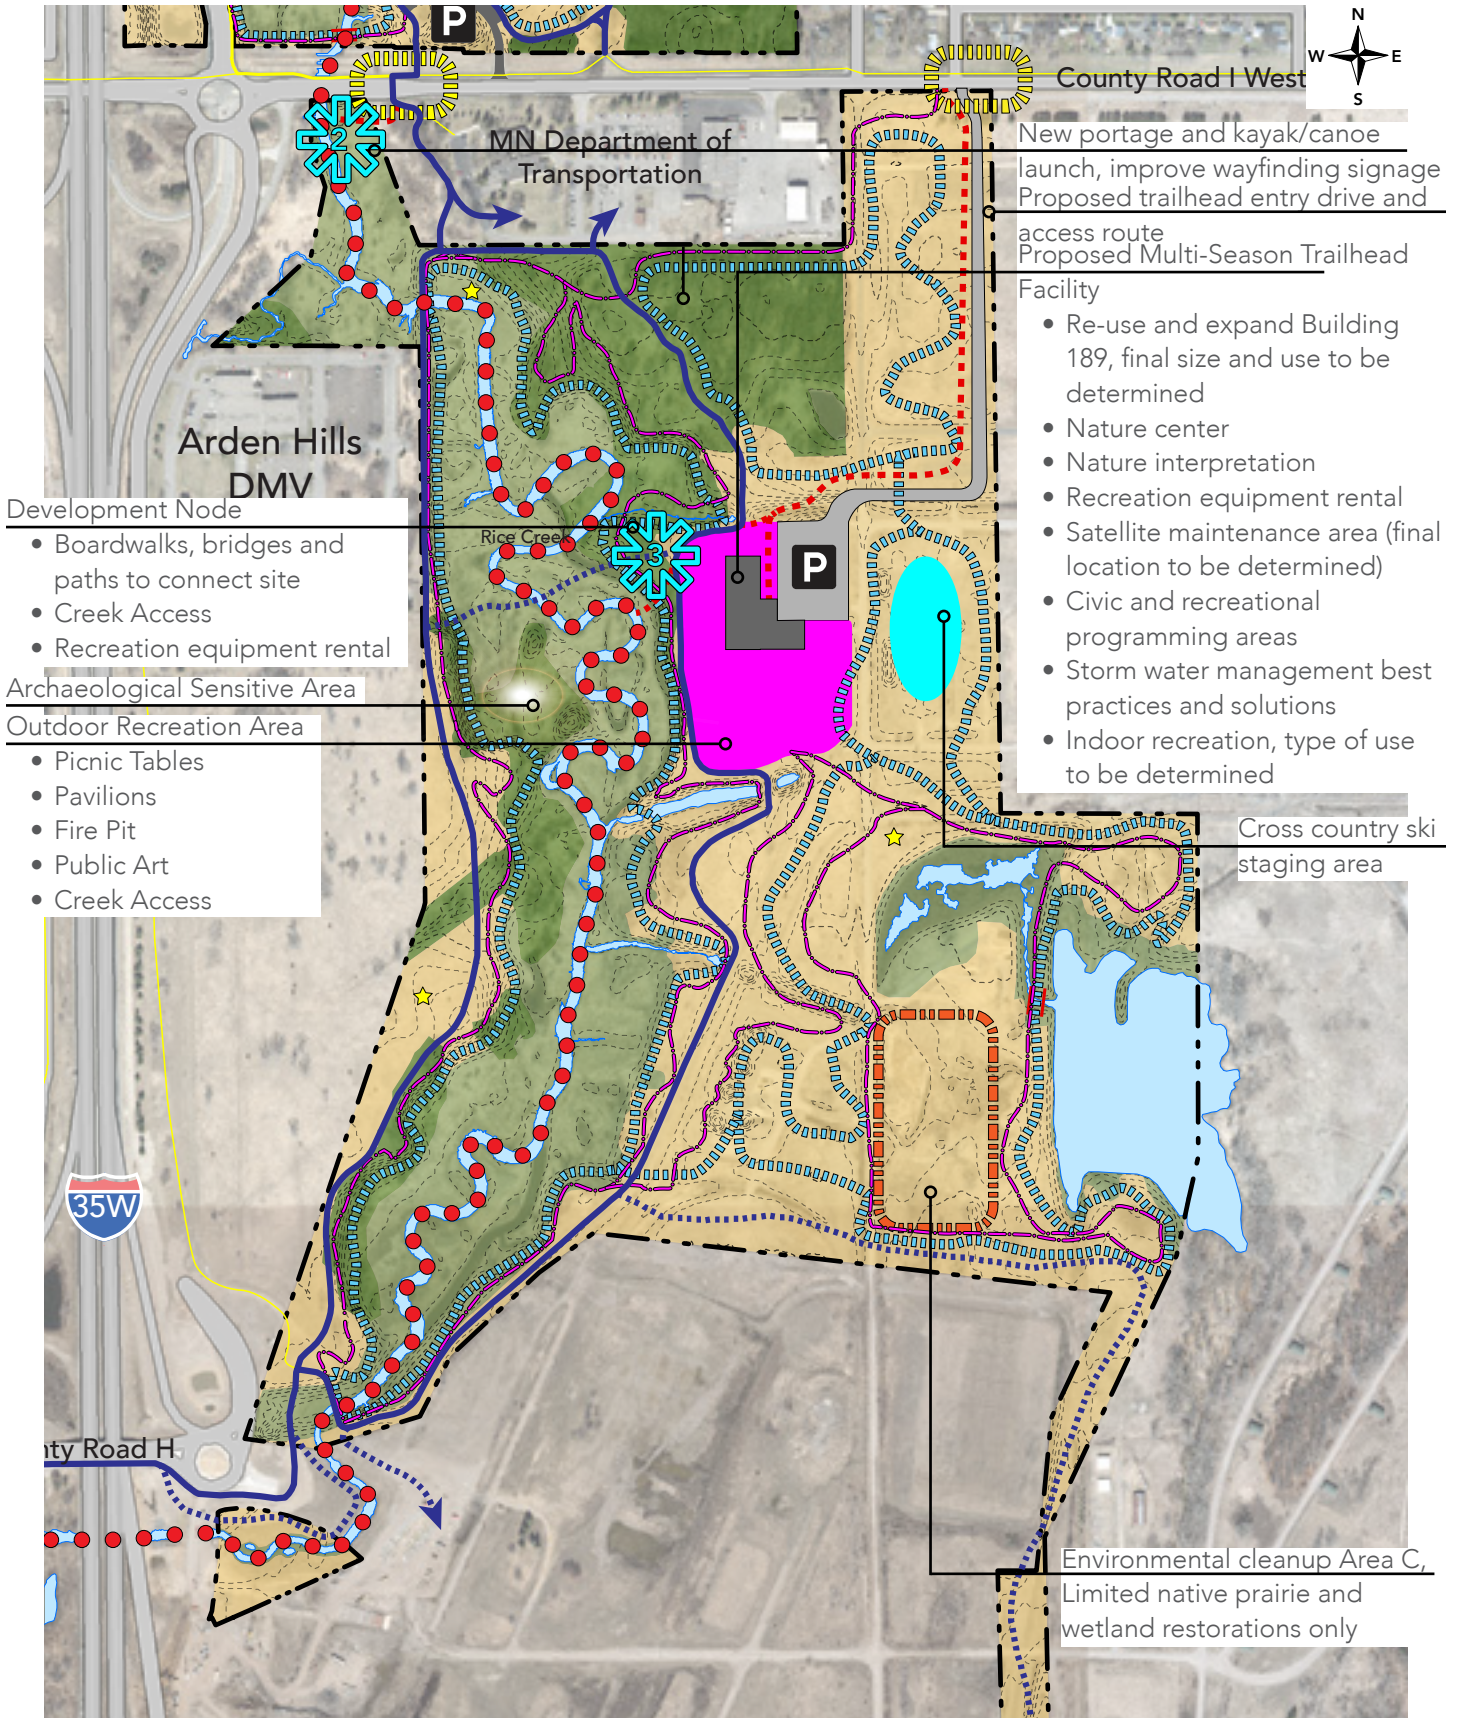 P
N
W E
S
County Road I West
2
MN Department of
Transportation
New portage and kayak/canoe
launch, improve wayfinding signage
Proposed trailhead entry drive and
access route
Proposed Multi-Season Trailhead
Facility
• Re-use and expand Building
189, final size and use to be
determined
• Nature center
• Nature interpretation
• Recreation equipment rental
• Satellite maintenance area (final
location to be determined)
• Civic and recreational
programming areas
• Storm water management best
practices and solutions
• Indoor recreation, type of use
to be determined
Arden Hills
DMV
Development Node
• Boardwalks, bridges and
paths to connect site
• Creek Access
• Recreation equipment rental
Rice Creek
3
P
Archaeological Sensitive Area
Outdoor Recreation Area
• Picnic Tables
• Pavilions
• Fire Pit
• Public Art
• Creek Access
Cross country ski
staging area
35W
nty Road H
Environmental cleanup Area C,
Limited native prairie and
wetland restorations only